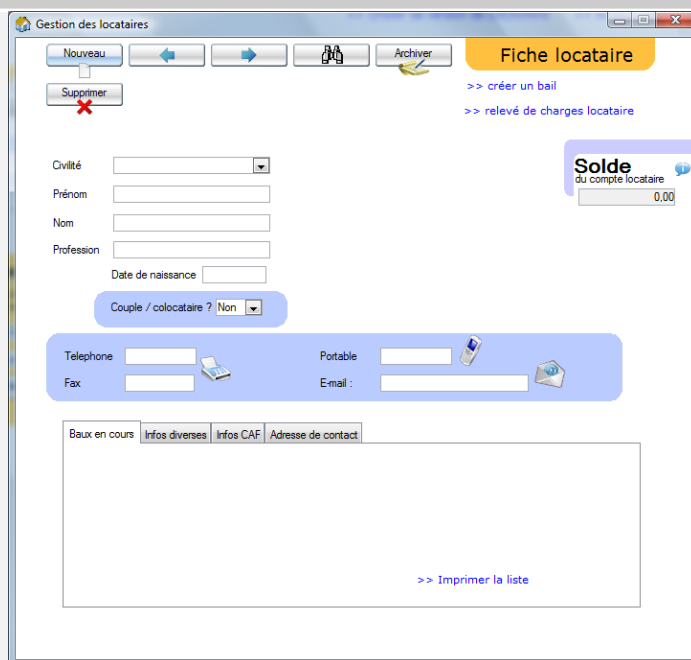 Gestion des locataires
Nouveau
Archiver
Fiche locataire
Supprimer
>> créer un bail
>> relevé de charges locataire
Solde
du compte locataire
0,00
Civilité
Prénom
Nom
Profession
Date de naissance
Couple / colocataire ? Non
Telephone
Portable
Fax
E-mail :
Baux en cours Infos diverses Infos CAF Adresse de contact
>> Imprimer la liste